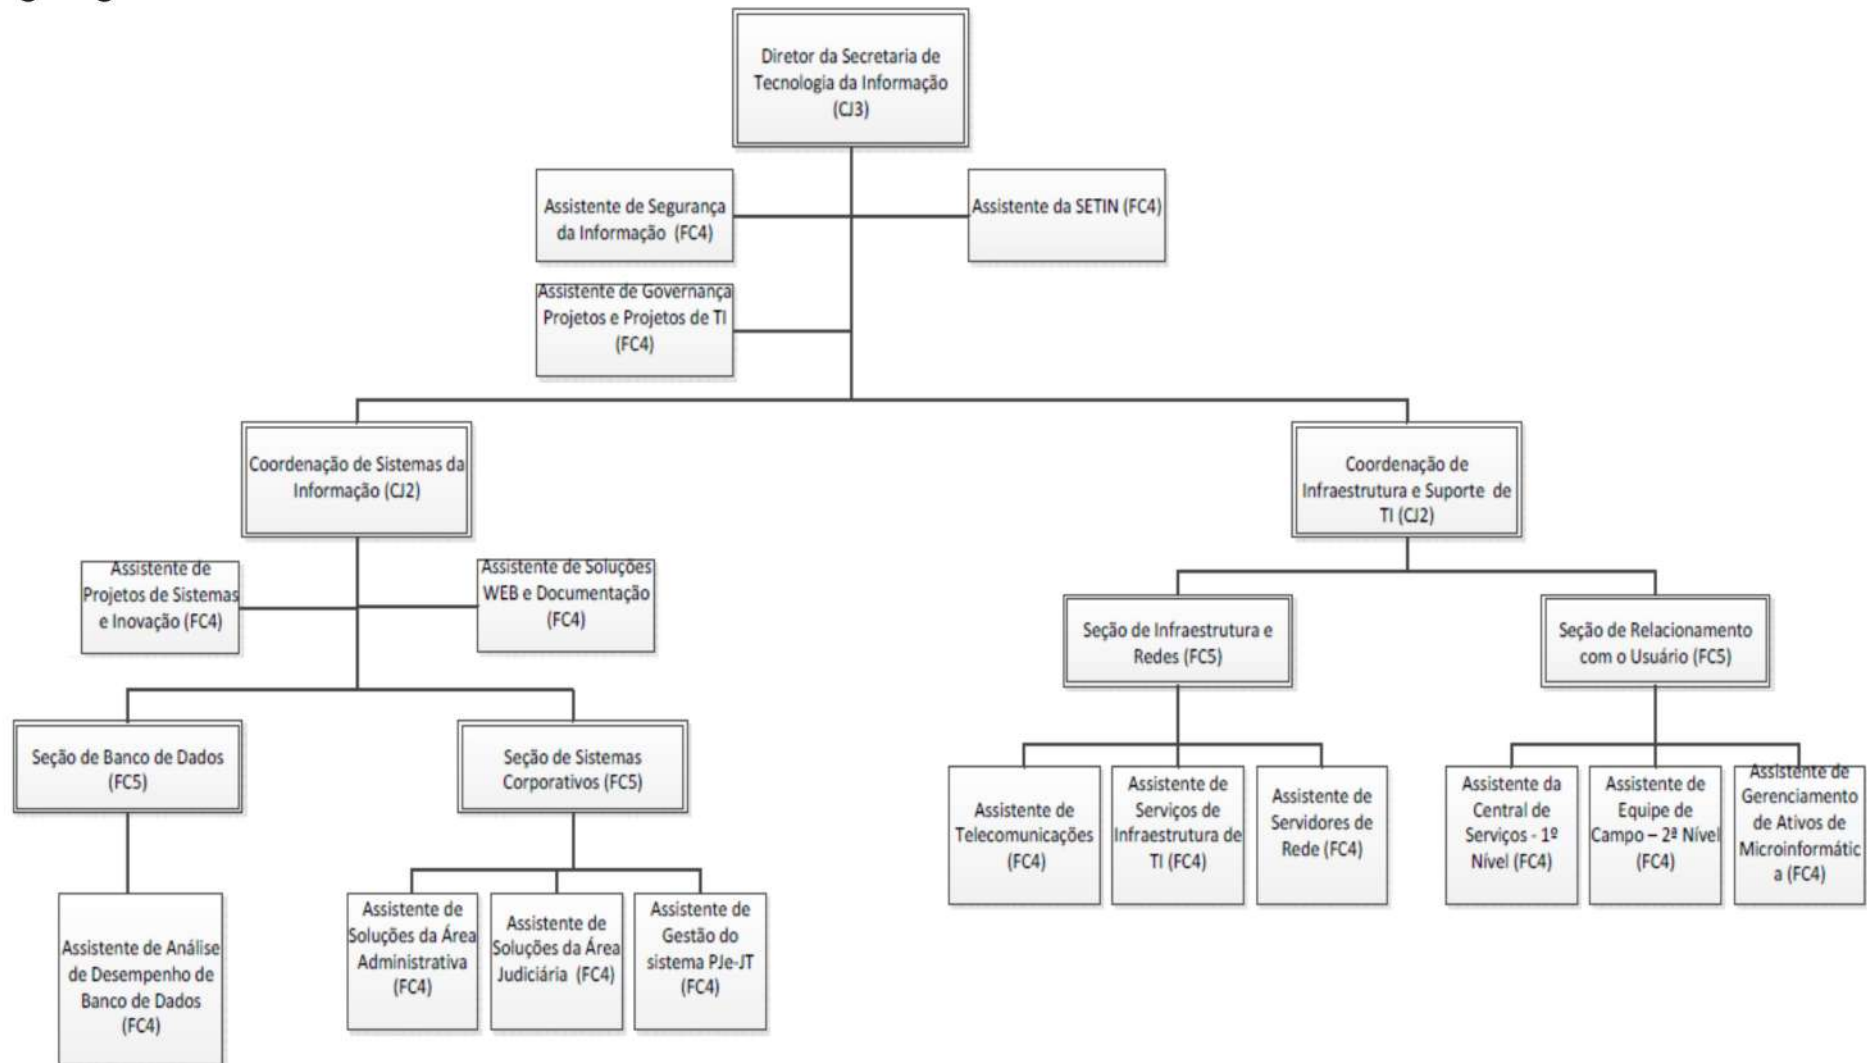 Diretor da Secretaria de
Tecnologia da Informação
(CJ3)
Assistente de Segurança
da Informação (FC4)
Assistente da SETIN (FC4)
Assistente de Governança
Projetos e Projetos de TI
(FC4)
Coordenação de Sistemas da
Informação (CJ2)
Coordenação de
Infraestrutura e Suporte de
TI (CJ2)
Assistente de
Projetos de Sistemas
e Inovação (FC4)
Assistente de Soluções
WEB e Documentação
(FC4)
Seção de Infraestrutura e
Redes (FC5)
Seção de Relacionamento
com o Usuário (FC5)
Seção de Banco de Dados
(FC5)
Seção de Sistemas
Corporativos (FC5)
Assistente de
Telecomunicações
(FC4)
Assistente de
Serviços de
Infraestrutura de
TI (FC4)
Assistente de
Servidores de
Rede (FC4)
Assistente da
Central de
Serviços - 1º
Nível (FC4)
Assistente de
Equipe de
Campo – 2ª Nível
(FC4)
Assistente de
Gerenciamento
de Ativos de
Microinformátic
a (FC4)
Assistente de Análise
de Desempenho de
Banco de Dados
(FC4)
Assistente de
Soluções da Área
Administrativa
(FC4)
Assistente de
Soluções da Área
Judiciária (FC4)
Assistente de
Gestão do
sistema PJe-JT
(FC4)